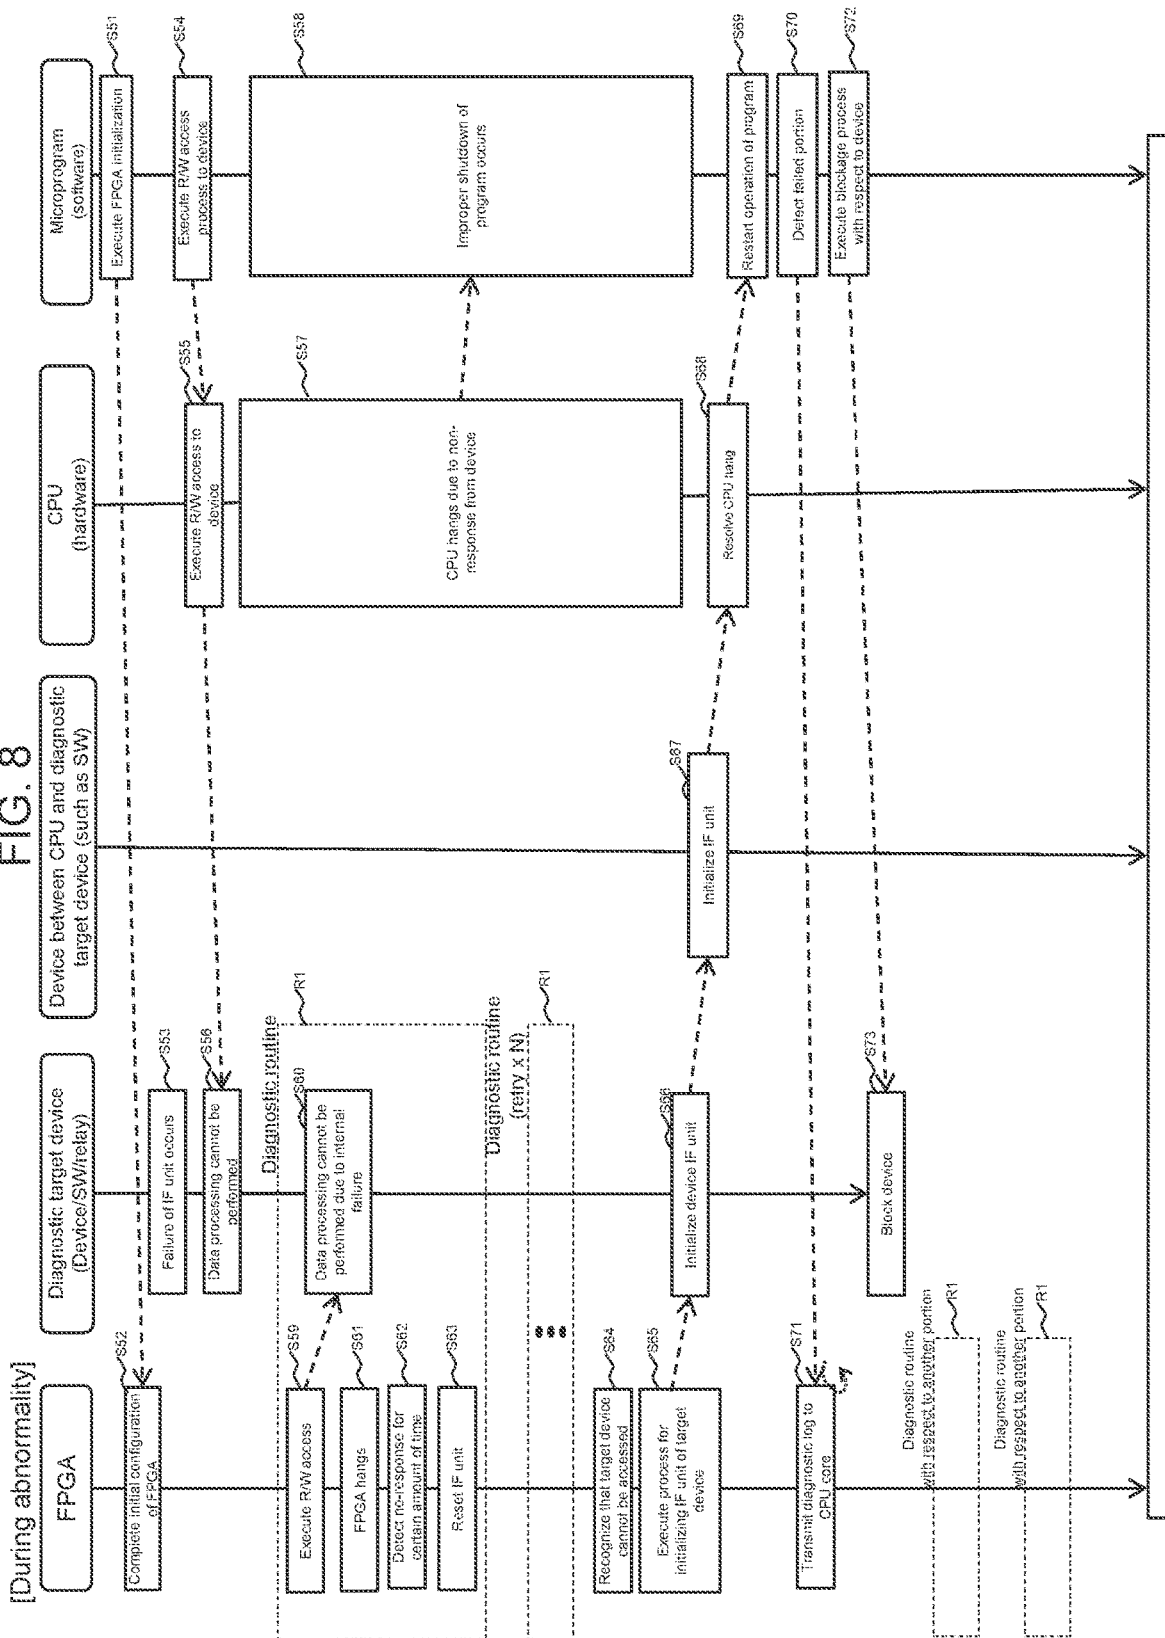 FIG. 8
[During abnormality]
FPGA
Diagnostic target device
(Device/SW/relay)
Device between CPU and diagnostic
target device (such as SW)
CPU
(hardware)
Microprogram
(software)
Execute FPGA initialization
S51
Complete initial configuration
of FPGA
S52
Failure of IF unit occurs
S53
Execute R/W access
process to device
S54
Execute R/W access to
device
S55
Data processing cannot be
performed
S56
CPU hangs due to non-
response from device
S57
Improper shutdown of
program occurs
S58
Diagnostic routine
R1
Execute R/W access
S59
Data processing cannot be
performed due to internal
failure
S60
FPGA hangs
S61
Detect no-response for
certain amount of time
S62
Reset IF unit
S63
Diagnostic routine
(retry x N)
R1
Recognize that target device
cannot be accessed
S64
Execute process for
initializing IF unit of target
device
S65
Initialize device IF unit
S66
Initialize IF unit
S67
Resolve CPU hang
S68
Restart operation of program
S69
Detect failed portion
S70
Transmit diagnostic log to
CPU core
S71
Execute blockage process
with respect to device
S72
Block device
S73
Diagnostic routine
with respect to another portion
R1
Diagnostic routine
with respect to another portion
R1